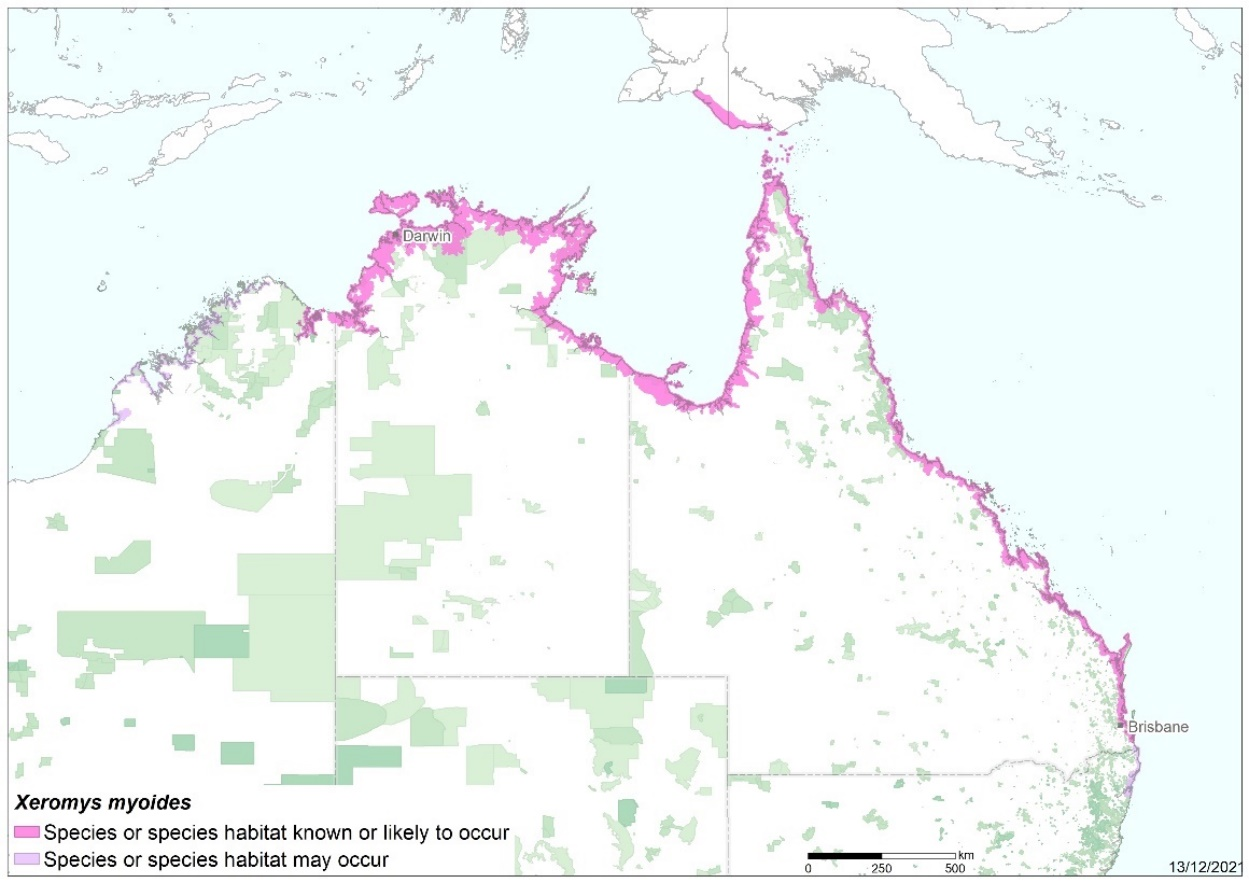 Darwin
Brisbane
Xeromys myoides
Species or species habitat known or likely to occur
Species or species habitat may occur
km
0 250 500
13/12/2021